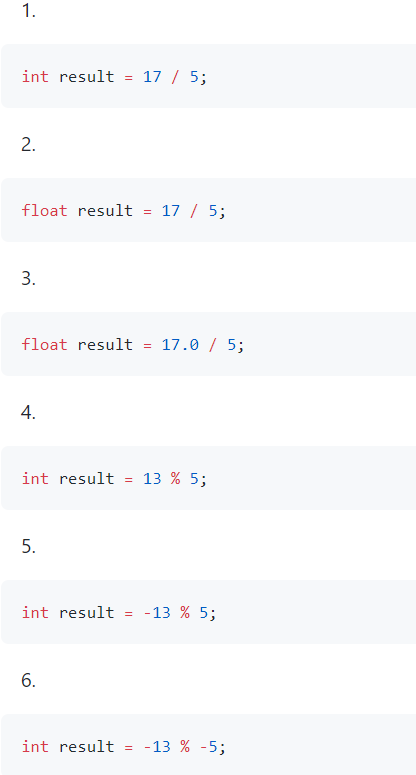 1.
int result = 17 / 5;
2.
float result = 17 / 5;
3.
float result = 17.0 / 5;
4.
int result = 13 % 5;
5.
int result = -13 % 5;
6.
int result = -13 % -5;